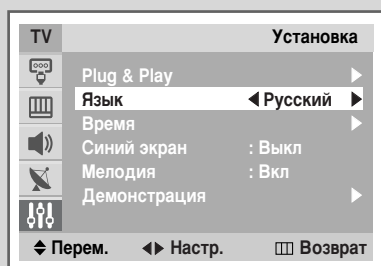 TV Установка
Plug & Play
Язык Русский
Время
Синий экран : Выкл
Мелодия : Вкл
Демонстрация
Перем. Настр. Возврат